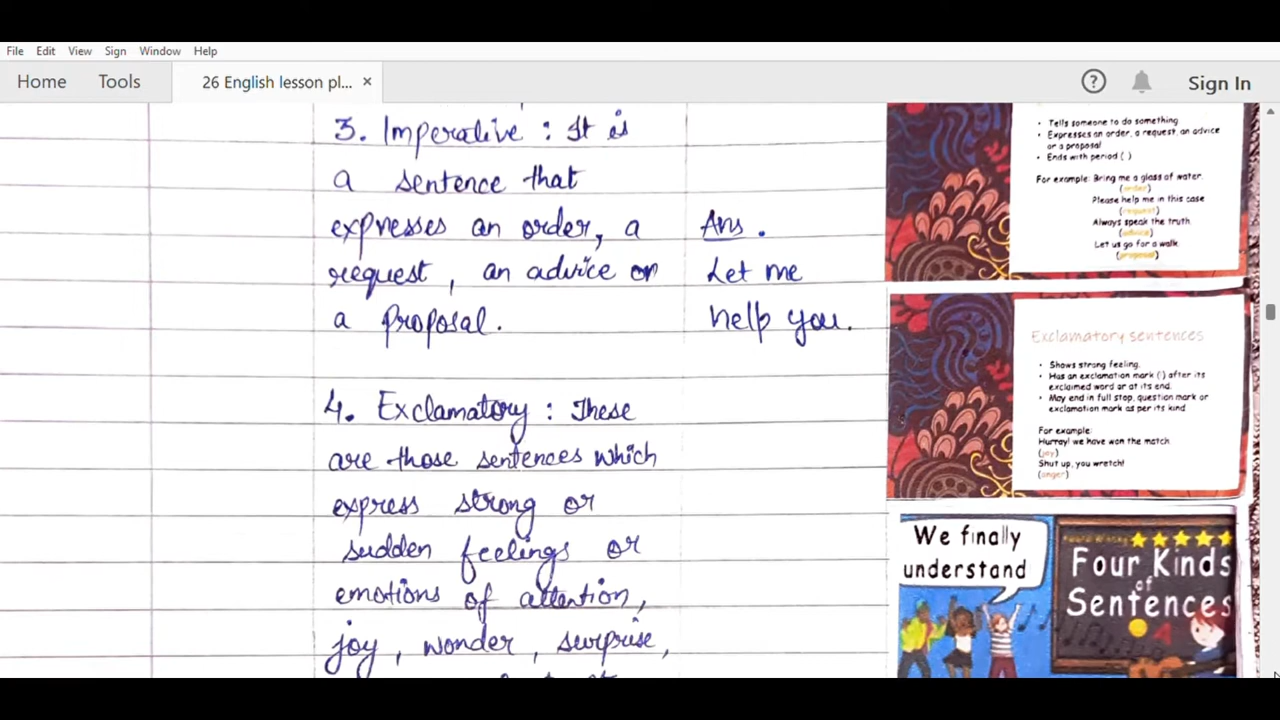 File Edit View Sign Window Help
Home Tools 26 English lesson pl... × ? Sign In
3. Imperative : It is
a sentence that
expresses an order, a
request, an advice or
a proposal.
4. Exclamatory : These
are those sentences which
express strong or
sudden feelings or
emotions of attention,
joy, wonder, surprise,
Ans.
Let me
help you.
• Tells someone to do something
• Expresses an order, a request, an advice
or a proposal
• Ends with period ( )
For example: Bring me a glass of water.
(order)
Please help me in this case
(request)
Always speak the truth.
(advice)
Let us go for a walk.
(proposal)
Exclamatory sentences
• Shows strong feeling.
• Has an exclamation mark (!) after its
exclaimed word or at its end.
• May end in full stop, question mark or
exclamation mark as per its kind
For example:
Hurray! we have won the match.
(joy)
Shut up, you wretch!
(anger)
We finally
understand
Four Kinds
of
Sentences